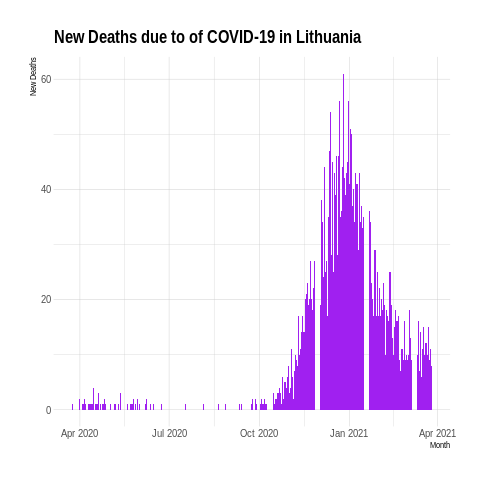 New Deaths due to of COVID-19 in Lithuania
New Deaths
60
40
20
0
Apr 2020 Jul 2020 Oct 2020 Jan 2021 Apr 2021
Month